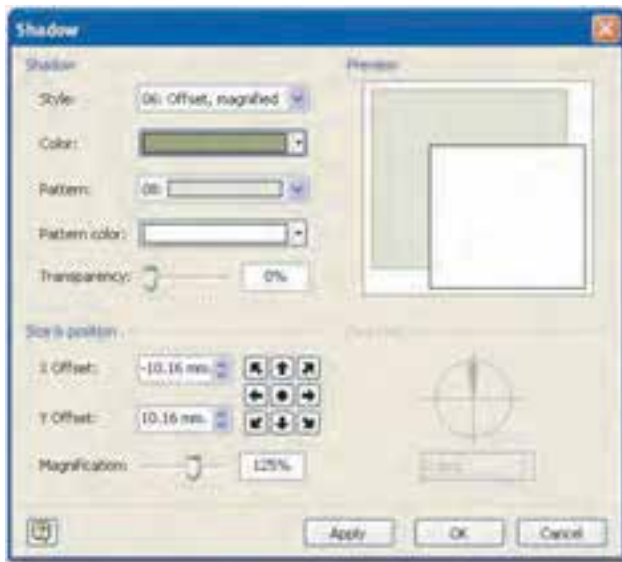 Shadow
Shadow
Preview
Style: 06: Offset, magnified
Color:
Pattern: 08:
Pattern color:
Transparency: 0%
Size & position
X Offset: -10.16 mm.
Y Offset: 10.16 mm.
Magnification: 125%
Apply OK Cancel